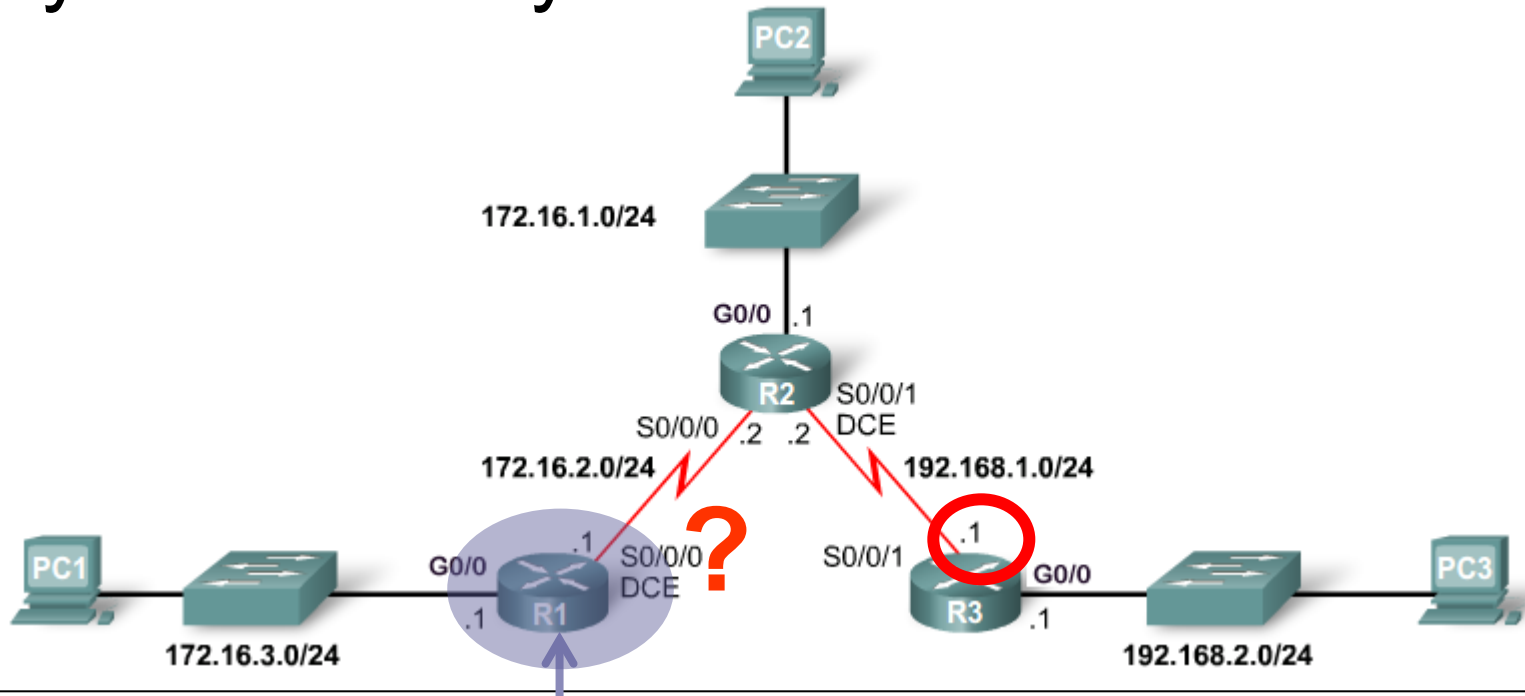 PC2
172.16.1.0/24
G0/0 .1
R2
S0/0/1
DCE
S0/0/0 .2 .2
172.16.2.0/24
192.168.1.0/24
?
.1
S0/0/0
DCE
S0/0/1
.1
PC1
G0/0
.1
R1
172.16.3.0/24
R3
G0/0
.1
PC3
192.168.2.0/24